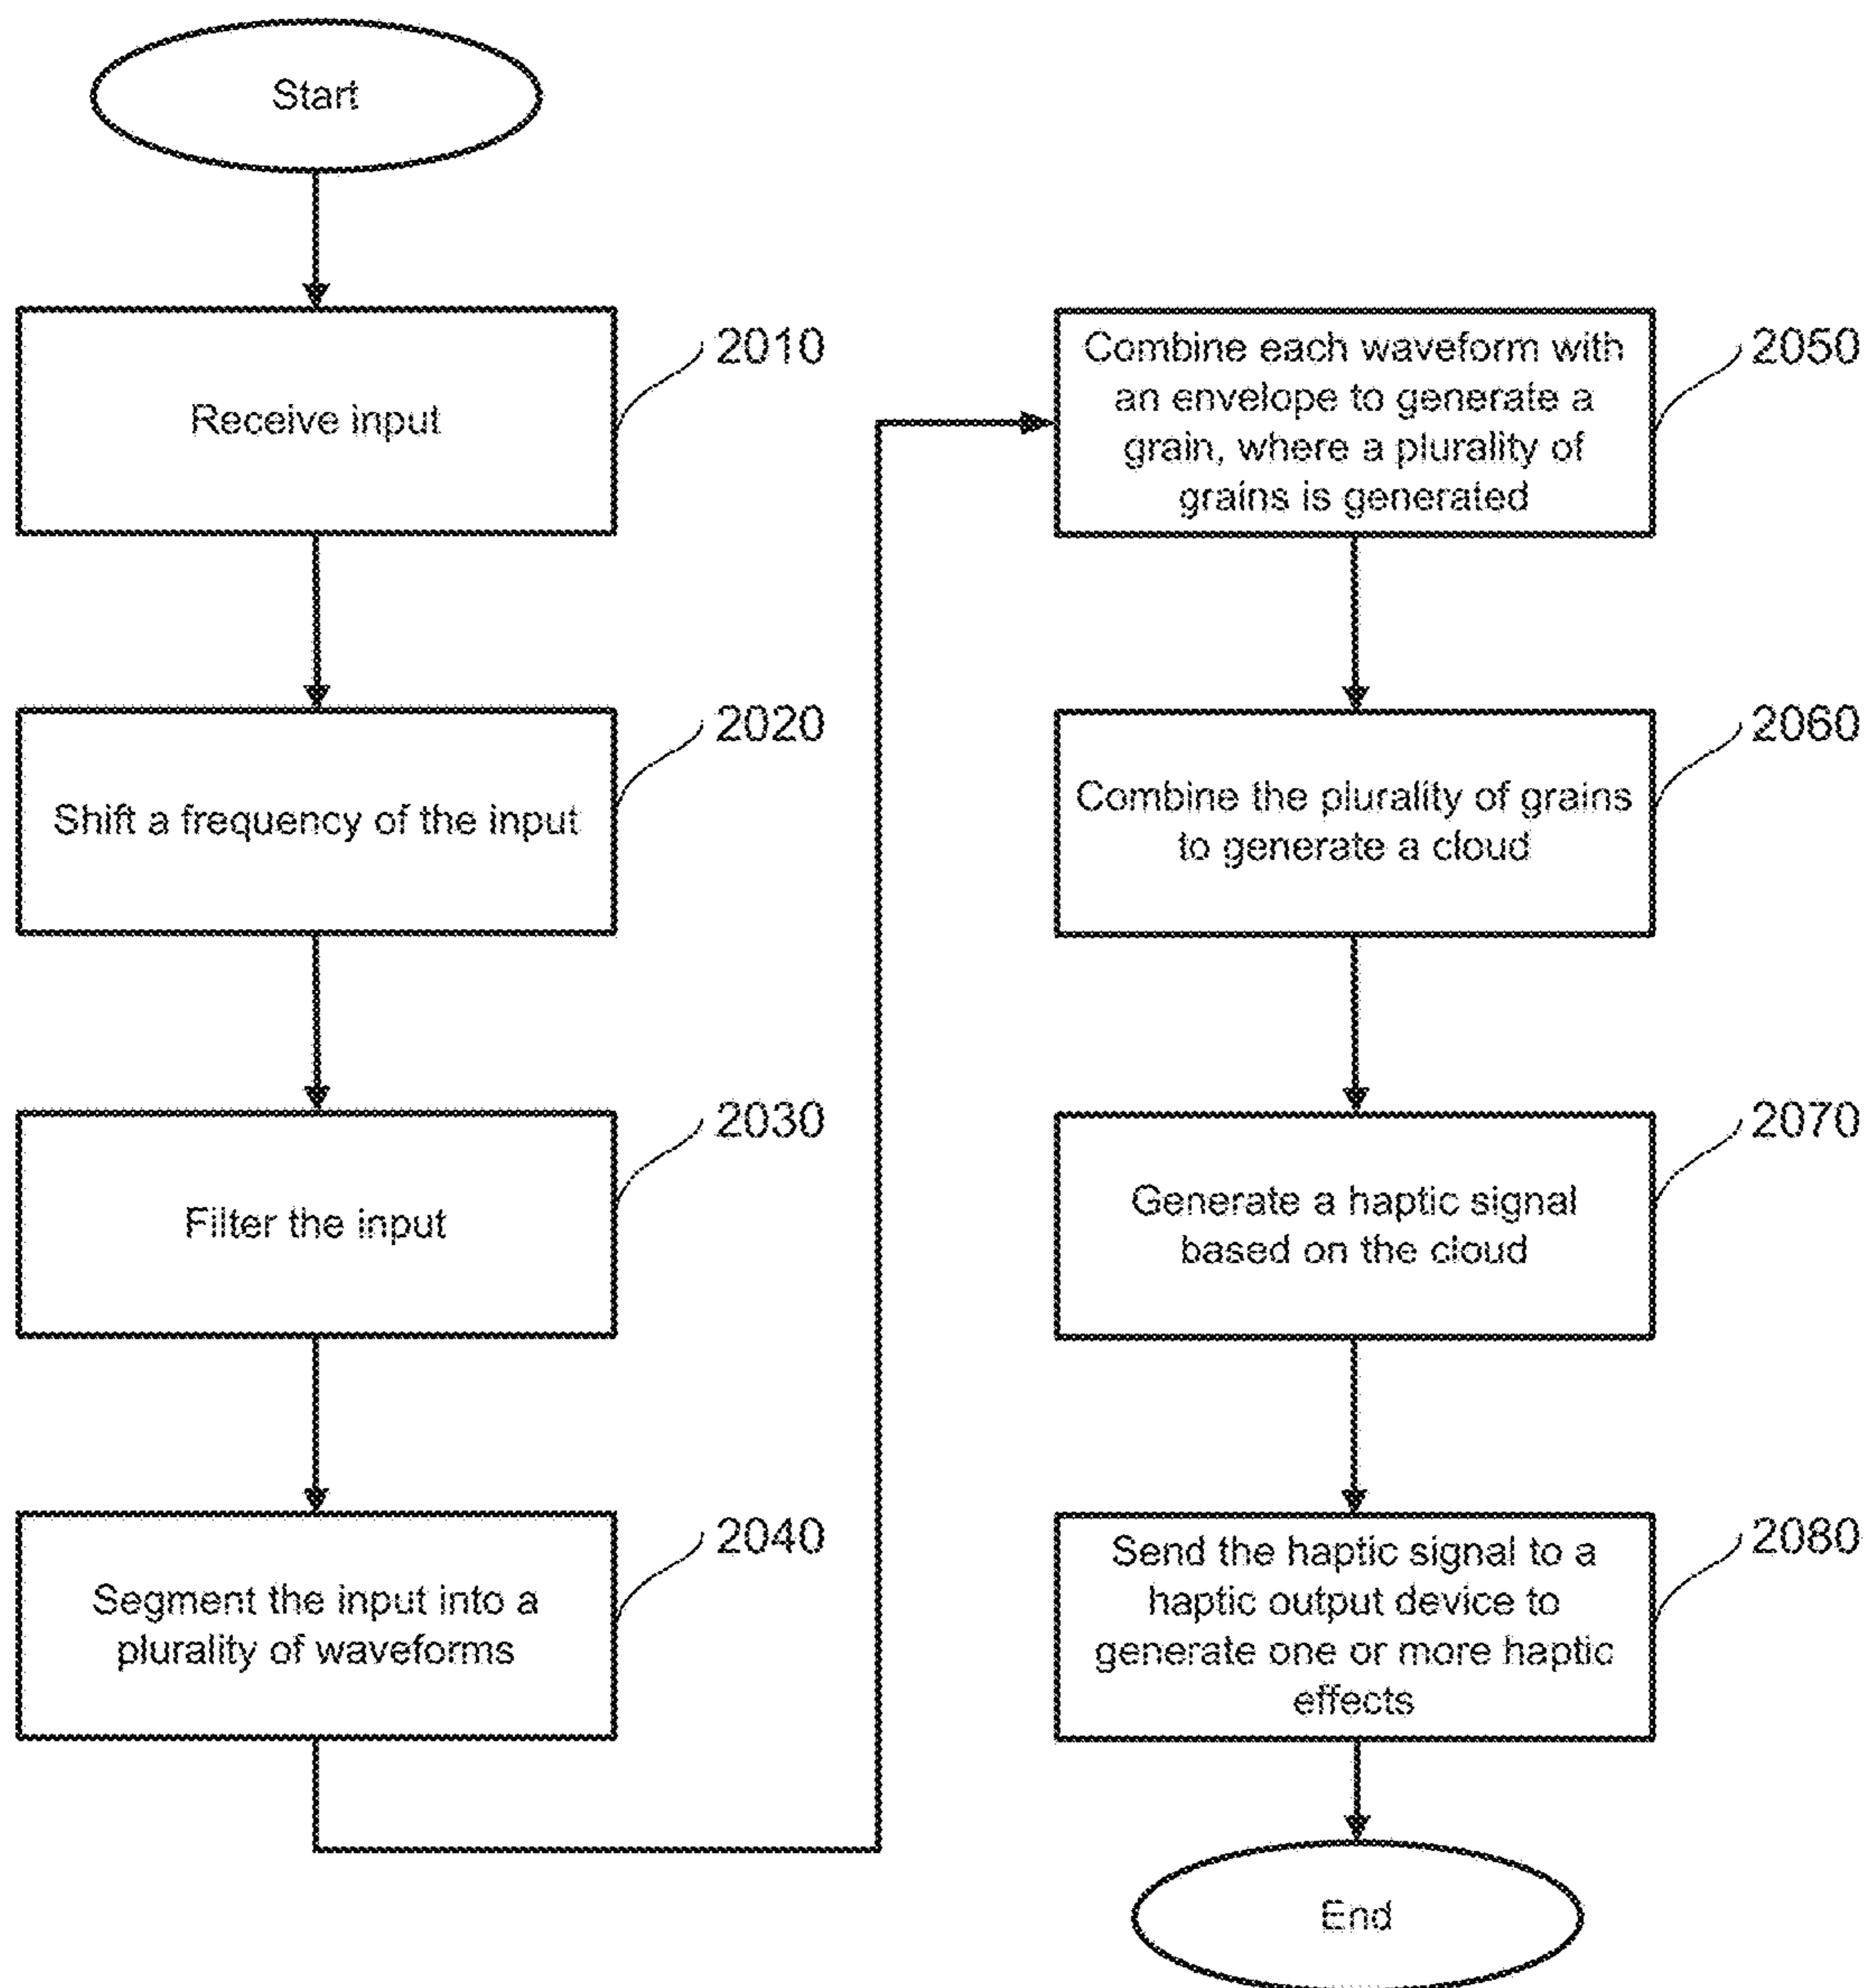 Start
2010
Receive input
2020
Shift a frequency of the input
2030
Filter the input
2040
Segment the input into a
plurality of waveforms
2050
Combine each waveform with
an envelope to generate a
grain, where a plurality of
grains is generated
2060
Combine the plurality of grains
to generate a cloud
2070
Generate a haptic signal
based on the cloud
2080
Send the haptic signal to a
haptic output device to
generate one or more haptic
effects
End